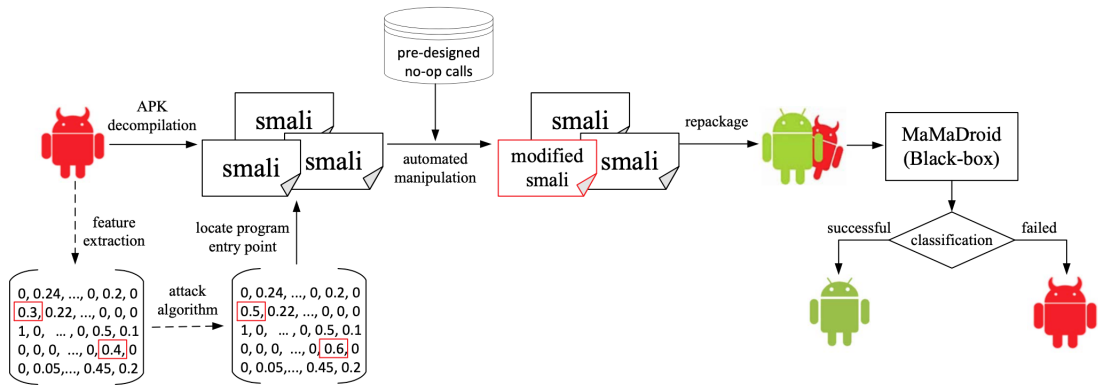 pre-designed
no-op calls
APK
decompilation
smali
smali
smali
automated
manipulation
smali
modified
smali
smali
repackage
MaMaDroid
(Black-box)
feature
extraction
locate program
entry point
successful
classification
failed
0, 0.24, ..., 0, 0.2, 0
0.3, 0.22, ..., 0, 0, 0
1, 0, ... , 0, 0.5, 0.1
0, 0, 0, ..., 0, 0.4, 0
0, 0.05,..., 0.45, 0.2
attack
algorithm
0, 0.24, ..., 0, 0.2, 0
0.5, 0.22, ..., 0, 0, 0
1, 0, ... , 0, 0.5, 0.1
0, 0, 0, ..., 0, 0.6, 0
0, 0.05,..., 0.45, 0.2